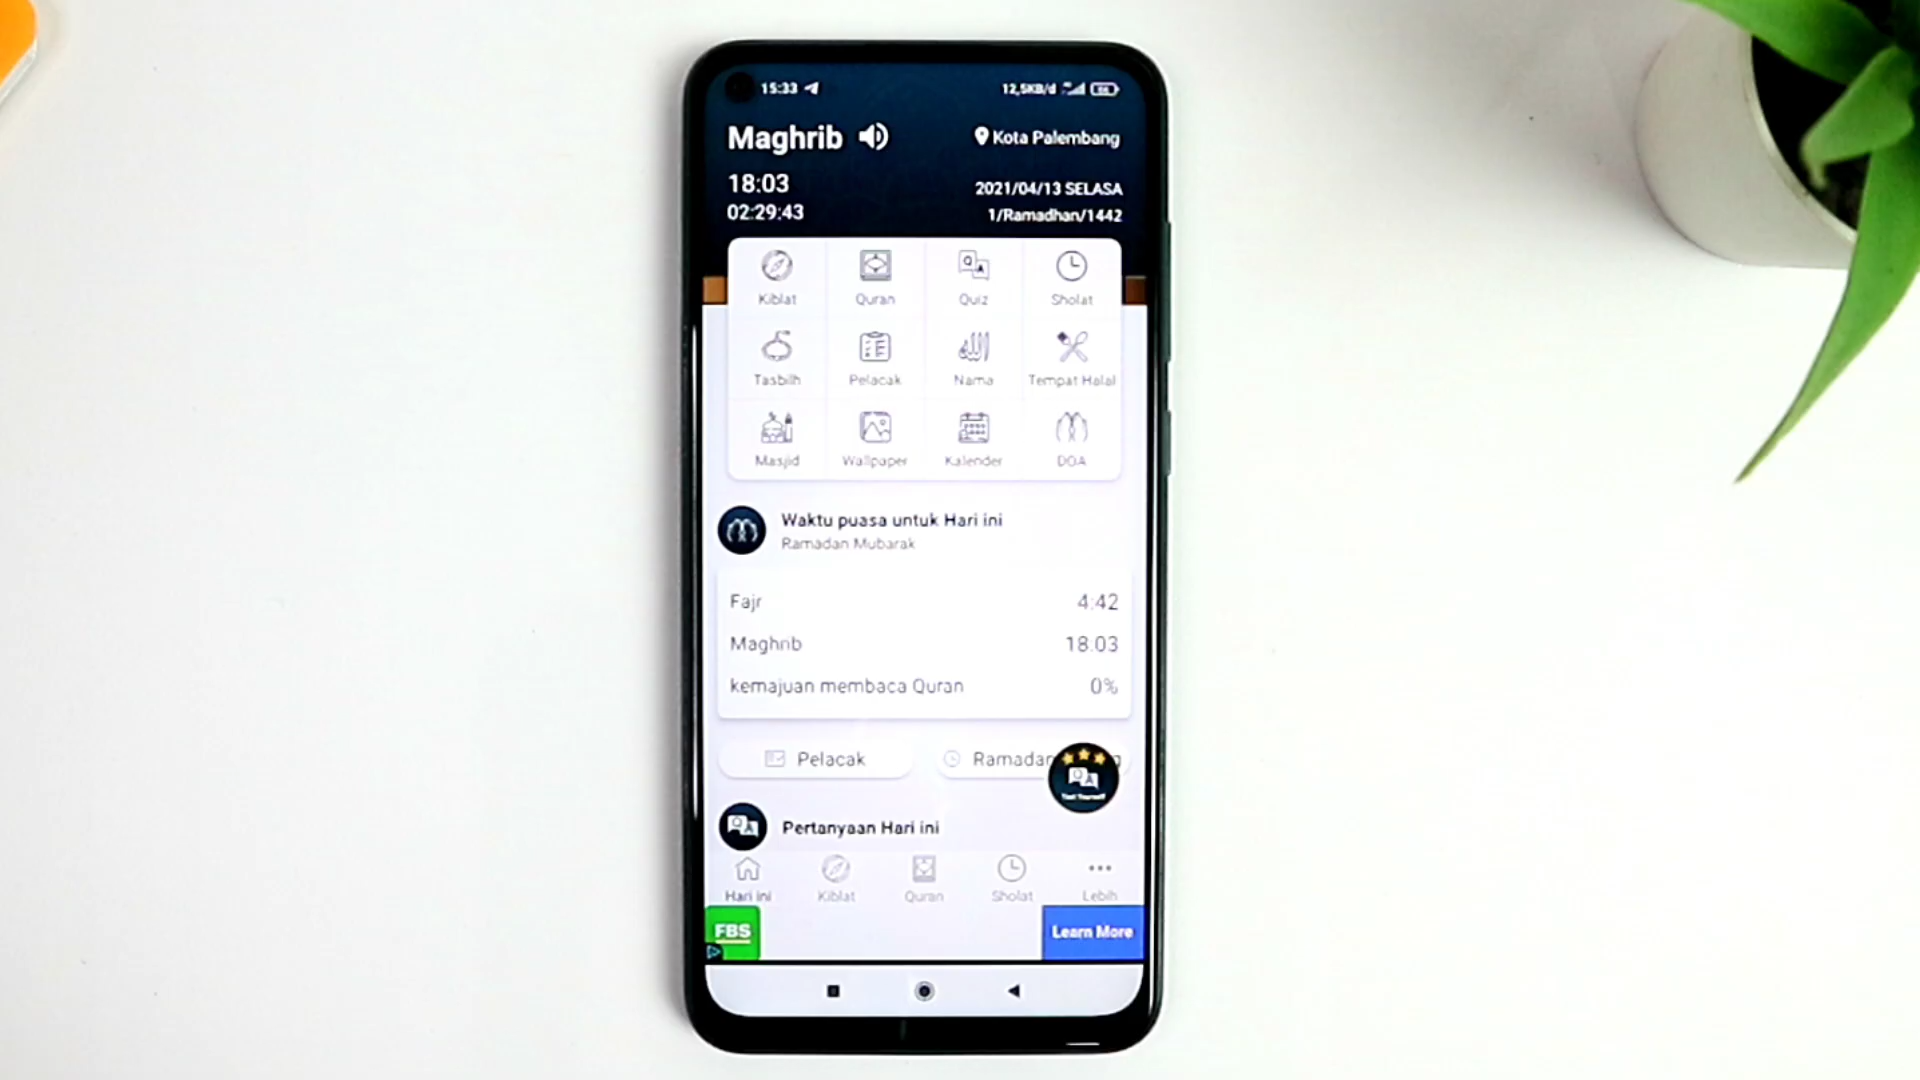 15:33
12,5KB/d
Maghrib
Kota Palembang
18:03
2021/04/13 SELASA
02:29:43
1/Ramadhan/1442
Kiblat Quran Quiz Sholat
Tasbih Pelacak Nama Tempat Halal
Masjid Wallpaper Kalender DOA
Waktu puasa untuk Hari ini
Ramadan Mubarak
Fajr 4:42
Maghrib 18.03
kemajuan membaca Quran 0%
Pelacak
Test Yourself
Pertanyaan Hari ini
Hari ini Kiblat Quran Sholat Lebih
FBS
Learn More